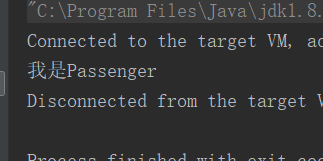 "C:\Program Files\Java\jdk1.8.
Connected to the target VM, ad
我是Passenger
Disconnected from the target V
Process finished with exit cod